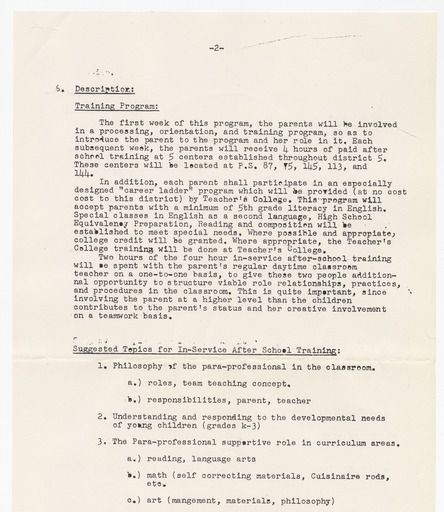 -2-
6. Description:
Training Program:
The first week of this program, the parents will be involved
in a processing, orientation, and training program, so as to
introduce the parent to the program and her role in it. Each
subsequent week, the parents will receive 4 hours of paid after
school training at 5 centers established throughout district 5.
These centers will be located at P.S. 87, 75, 145, 113, and
144.
In addition, each parent shall participate in an especially
designed "career ladder" program which will be provided (at no cost
cost to this district) by Teacher's College. This program will
accept parents with a minimum of 5th grade literacy in English.
Special classes in English as a second language, High School
Equivalency Preparation, Reading and composition will be
established to meet special needs. Where possible and appropiate,
college credit will be granted. Where appropiate, the Teacher's
College training will be done at Teacher's College.
Two hours of the four hour in-service after-school training
will be spent with the parent's regular daytime classroom
teacher on a one-to-one basis, to give these two people addition-
nal opportunity to structure viable role relationships, practices,
and procedures in the classroom. This is quite important, since
involving the parent at a higher level than the children
contributes to the parent's status and her creative involvement
on a teamwork basis.
Suggested Topics for In-Service After School Training:
1. Philosophy of the para-professional in the classroom.
a.) roles, team teaching concept.
b.) responsibilities, parent, teacher
2. Understanding and responding to the developmental needs
of young children (grades k-3)
3. The Para-professional supportive role in curriculum areas.
a.) reading, language arts
b.) math (self correcting materials, Cuisinaire rods,
etc.
c.) art (mangement, materials, philosophy)